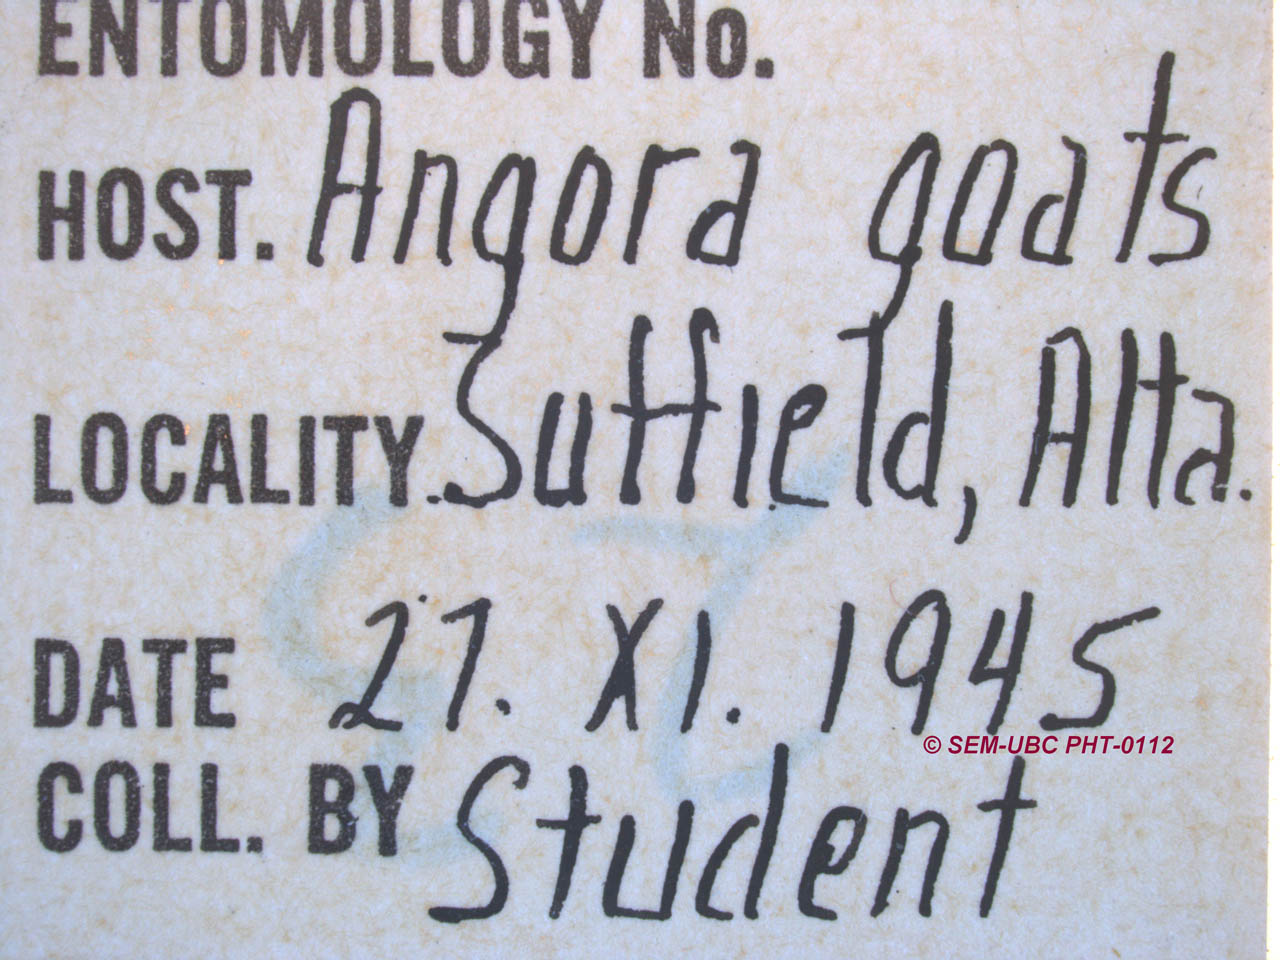 ENTOMOLOGY No.
HOST. Angora goats
LOCALITY. Suffield, Alta.
DATE 27. XI. 1945
© SEM-UBC PHT-0112
COLL. BY Student